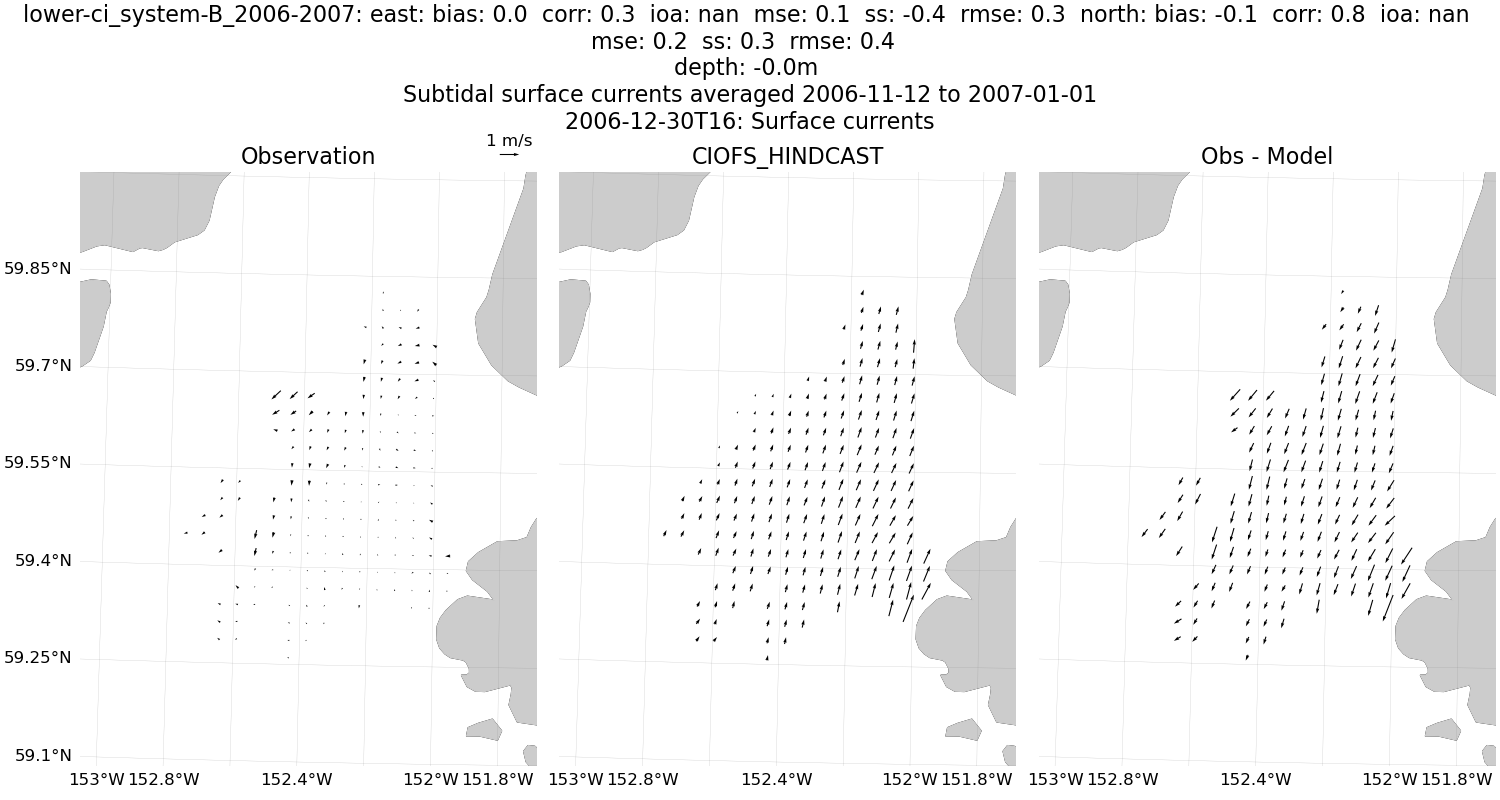 lower-ci_system-B_2006-2007: east: bias: 0.0 corr: 0.3 ioa: nan mse: 0.1 ss: -0.4 rmse: 0.3 north: bias: -0.1 corr: 0.8 ioa: nan
mse: 0.2 ss: 0.3 rmse: 0.4
depth: -0.0m
Subtidal surface currents averaged 2006-11-12 to 2007-01-01
2006-12-30T16: Surface currents
1 m/s
Observation CIOFS_HINDCAST Obs - Model
59.85°N
59.7°N
59.55°N
59.4°N
59.25°N
59.1°N
153°W 152.8°W 152.4°W 152°W 151.8°W 153°W 152.8°W 152.4°W 152°W 151.8°W 153°W 152.8°W 152.4°W 152°W 151.8°W